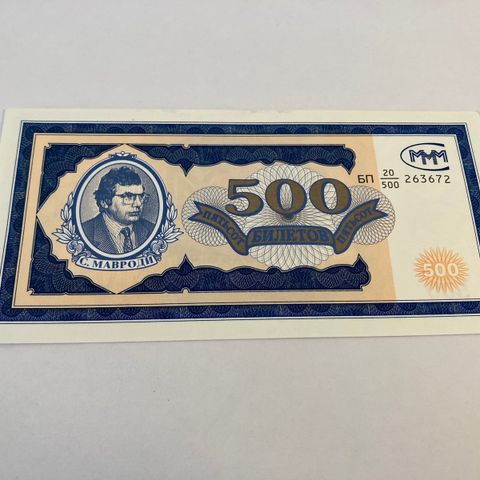 МММ
БП 20/500 263672
500
ПЯТЬСОТ БИЛЕТОВ ПЯТЬСОТ
С. МАВРОДИ
500